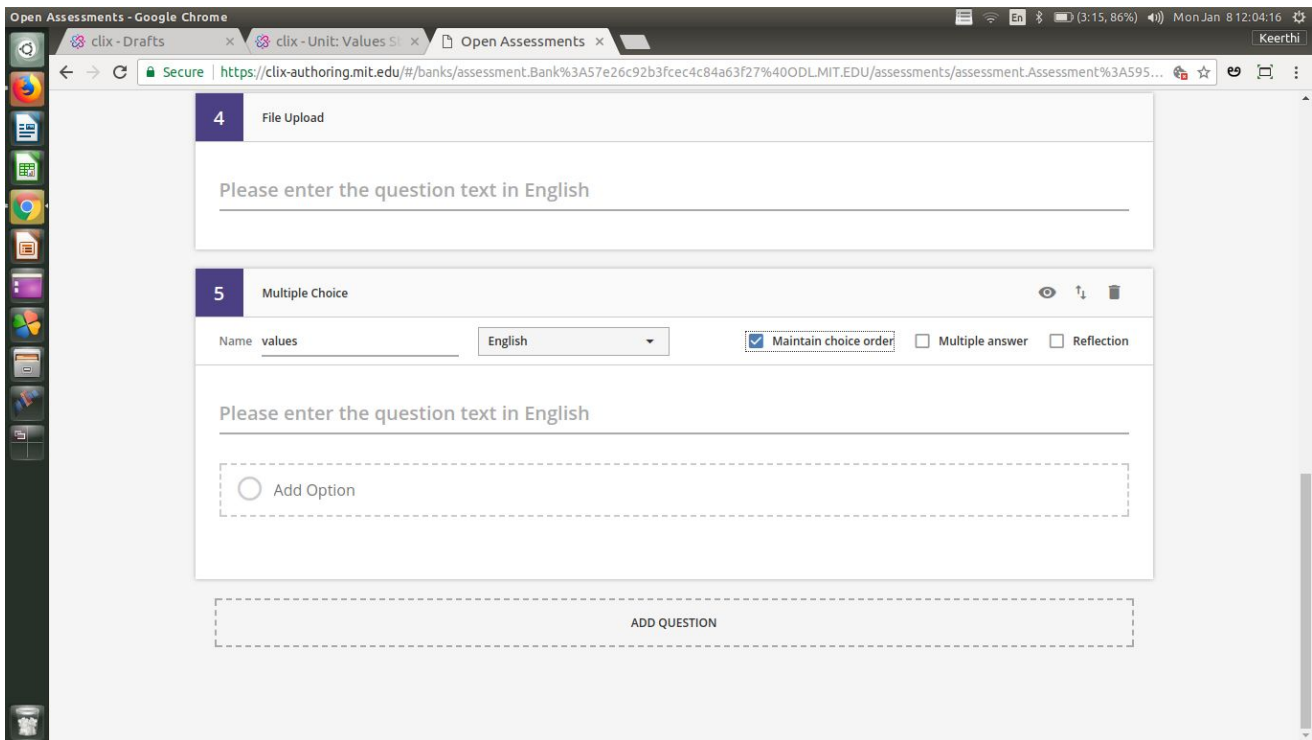 Open Assessments - Google Chrome
En (3:15, 86%) Mon Jan 8 12:04:16
clix - Drafts × clix - Unit: Values St × Open Assessments × Keerthi
Secure https://clix-authoring.mit.edu/#/banks/assessment.Bank%3A57e26c92b3fcec4c84a63f27%40ODL.MIT.EDU/assessments/assessment.Assessment%3A595...
4 File Upload
Please enter the question text in English
5 Multiple Choice
Name values English Maintain choice order Multiple answer Reflection
Please enter the question text in English
Add Option
ADD QUESTION